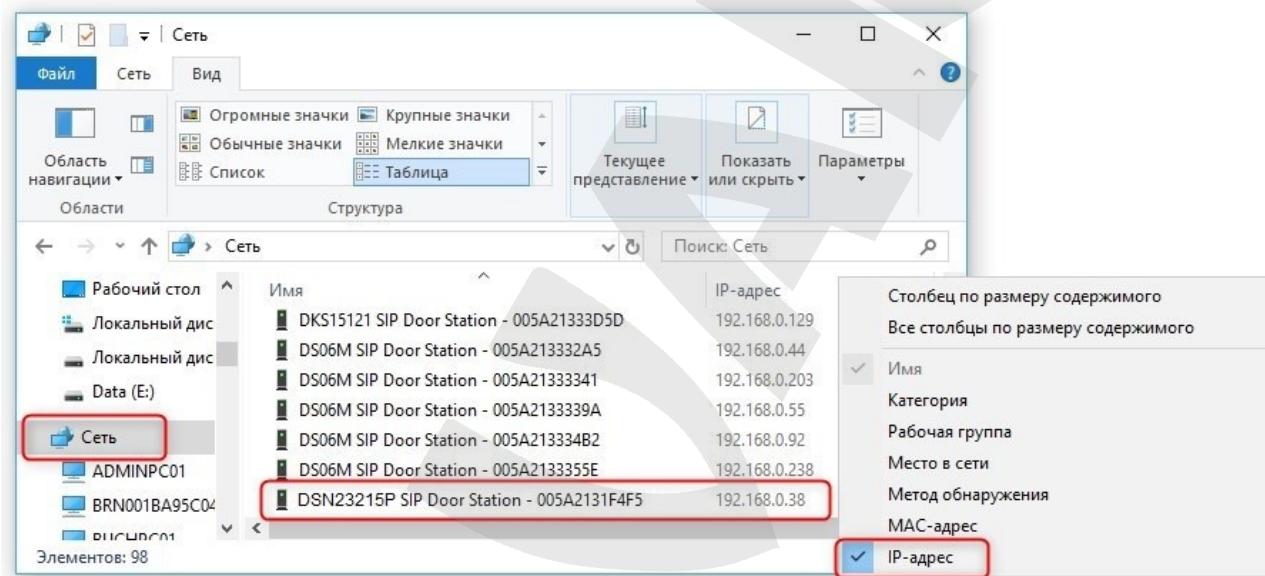 Сеть
Файл Сеть Вид
Огромные значки Крупные значки
Обычные значки Мелкие значки
Список Таблица
Область навигации
Текущее представление
Показать или скрыть
Параметры
Области Структура
Сеть Поиск: Сеть
Рабочий стол
Локальный дис
Локальный дис
Data (E:)
Сеть
ADMINPC01
BRN001BA95C04
BUCHPC01
Имя IP-адрес
DKS15121 SIP Door Station - 005A21333D5D 192.168.0.129
DS06M SIP Door Station - 005A213332A5 192.168.0.44
DS06M SIP Door Station - 005A21333341 192.168.0.203
DS06M SIP Door Station - 005A2133339A 192.168.0.55
DS06M SIP Door Station - 005A213334B2 192.168.0.92
DS06M SIP Door Station - 005A2133355E 192.168.0.238
DSN23215P SIP Door Station - 005A2131F4F5 192.168.0.38
Элементов: 98
Столбец по размеру содержимого
Все столбцы по размеру содержимого
Имя
Категория
Рабочая группа
Место в сети
Метод обнаружения
MAC-адрес
IP-адрес